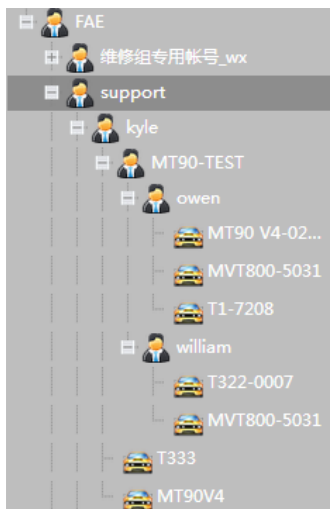 FAE
维修组专用帐号_wx
support
kyle
MT90-TEST
owen
MT90 V4-02...
MVT800-5031
T1-7208
william
T322-0007
MVT800-5031
T333
MT90V4